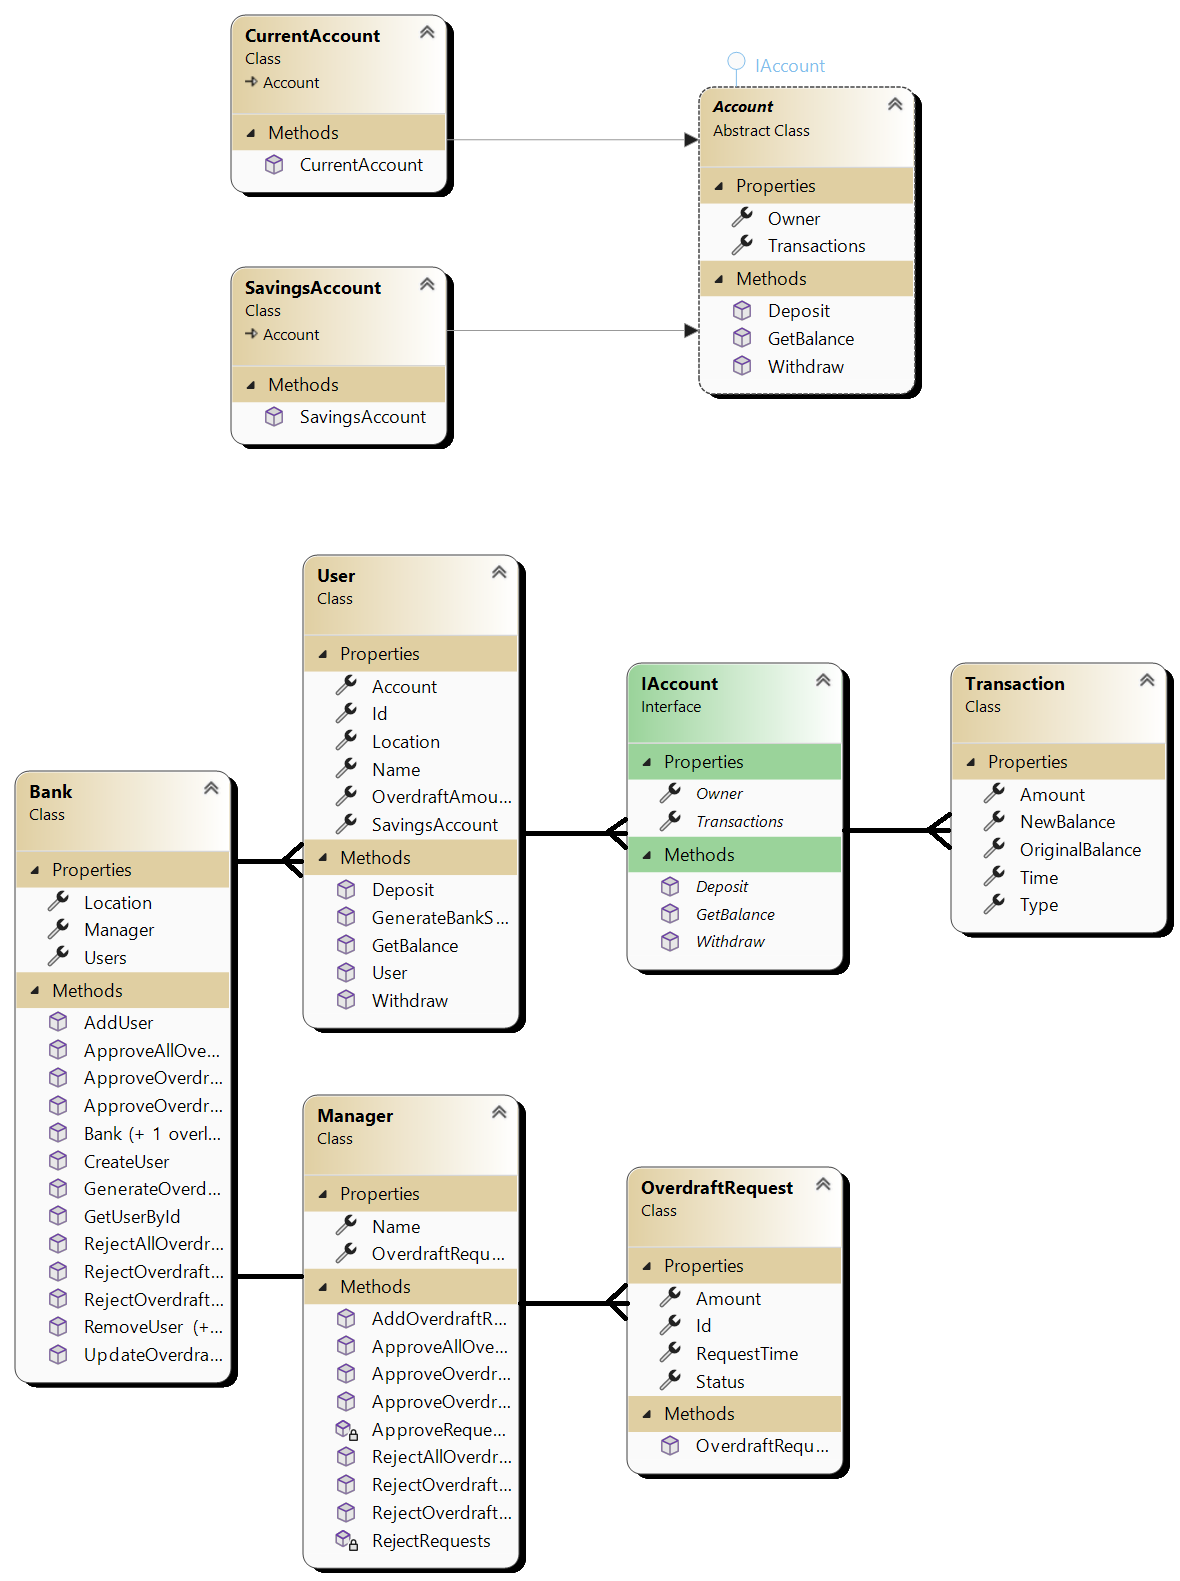 CurrentAccount
Class
Account
Methods
CurrentAccount
IAccount
Account
Abstract Class
Properties
Owner
Transactions
Methods
Deposit
GetBalance
Withdraw
SavingsAccount
Class
Account
Methods
SavingsAccount
User
Class
Properties
Account
Id
Location
Name
OverdraftAmou...
SavingsAccount
Methods
Deposit
GenerateBankS...
GetBalance
User
Withdraw
IAccount
Interface
Properties
Owner
Transactions
Methods
Deposit
GetBalance
Withdraw
Transaction
Class
Properties
Amount
NewBalance
OriginalBalance
Time
Type
Bank
Class
Properties
Location
Manager
Users
Methods
AddUser
ApproveAllOve...
ApproveOverdr...
ApproveOverdr...
Bank (+ 1 overl...
CreateUser
GenerateOverd...
GetUserById
RejectAllOverdr...
RejectOverdraft...
RejectOverdraft...
RemoveUser (+...
UpdateOverdra...
Manager
Class
Properties
Name
OverdraftRequ...
Methods
AddOverdraftR...
ApproveAllOve...
ApproveOverdr...
ApproveOverdr...
ApproveReque...
RejectAllOverdr...
RejectOverdraft...
RejectOverdraft...
RejectRequests
OverdraftRequest
Class
Properties
Amount
Id
RequestTime
Status
Methods
OverdraftRequ...